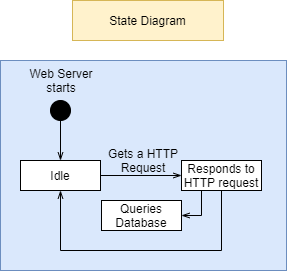 State Diagram
Web Server
starts
Gets a HTTP
Request
Idle
Responds to
HTTP request
Queries
Database